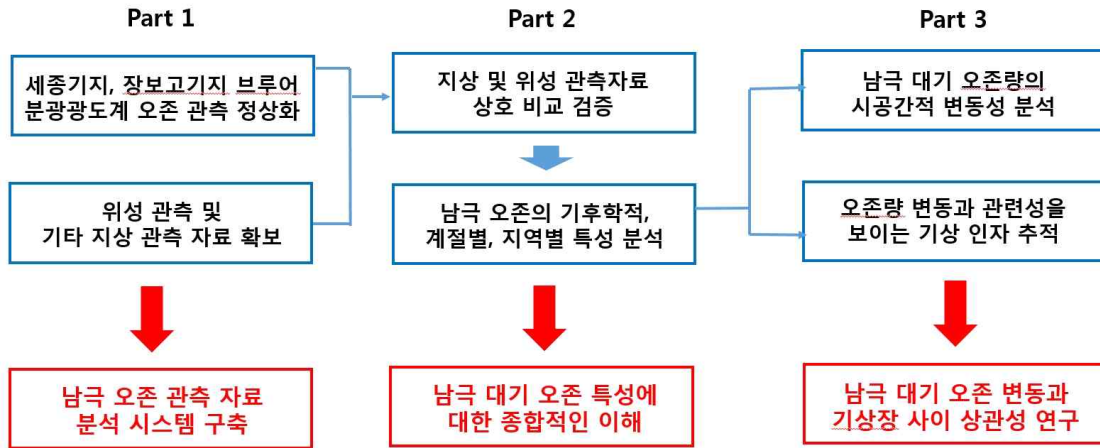 Part 1
세종기지, 장보고기지 브루어
분광광도계 오존 관측 정상화
위성 관측 및
기타 지상 관측 자료 확보
남극 오존 관측 자료
분석 시스템 구축
Part 2
지상 및 위성 관측자료
상호 비교 검증
남극 오존의 기후학적,
계절별, 지역별 특성 분석
남극 대기 오존 특성에
대한 종합적인 이해
Part 3
남극 대기 오존량의
시공간적 변동성 분석
오존량 변동과 관련성을
보이는 기상 인자 추적
남극 대기 오존 변동과
기상장 사이 상관성 연구